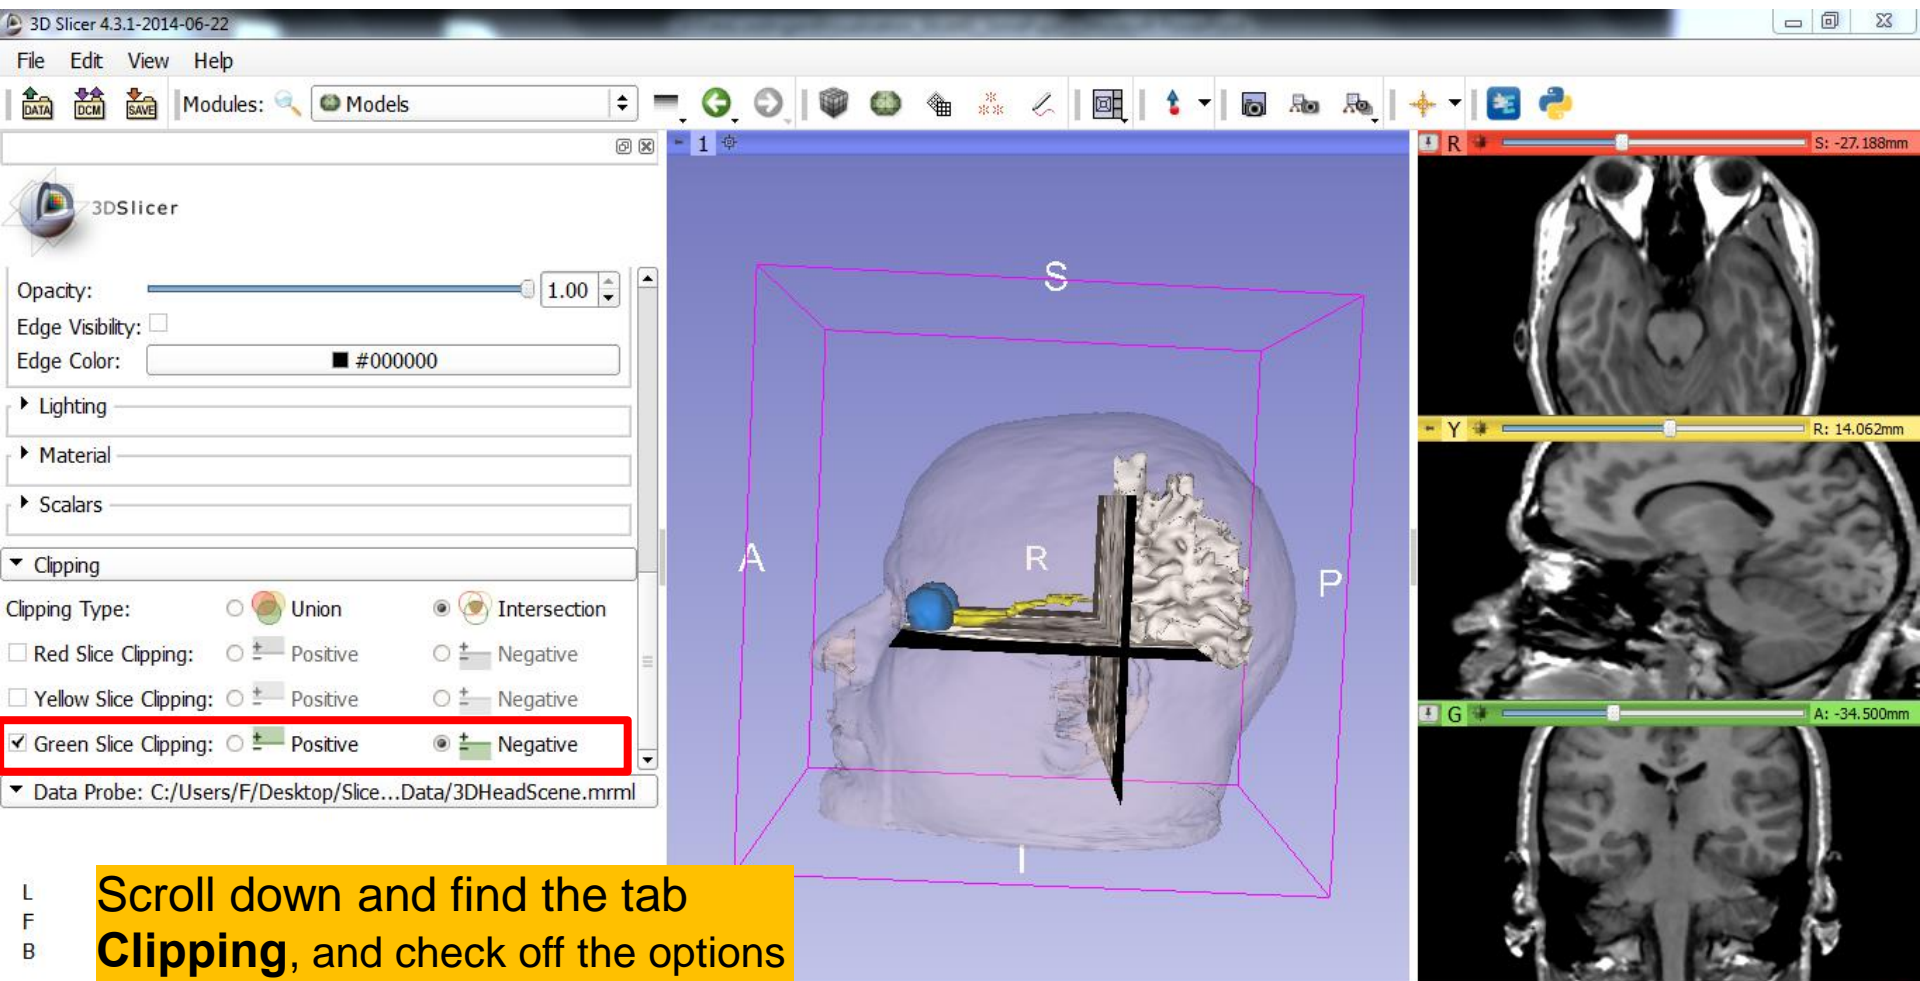 3D Slicer 4.3.1-2014-06-22
File Edit View Help
DATA DCM SAVE Modules: Models
1
R S: -27.188mm
3DSlicer
Opacity: 1.00
Edge Visibility:
Edge Color: #000000
Lighting
Material
Scalars
Clipping
Clipping Type: Union Intersection
Red Slice Clipping: Positive Negative
Yellow Slice Clipping: Positive Negative
Green Slice Clipping: Positive Negative
Data Probe: C:/Users/F/Desktop/Slice...Data/3DHeadScene.mrml
L
F
B
Scroll down and find the tab
Clipping, and check off the options
S
A
R
P
I
Y R: 14.062mm
G A: -34.500mm